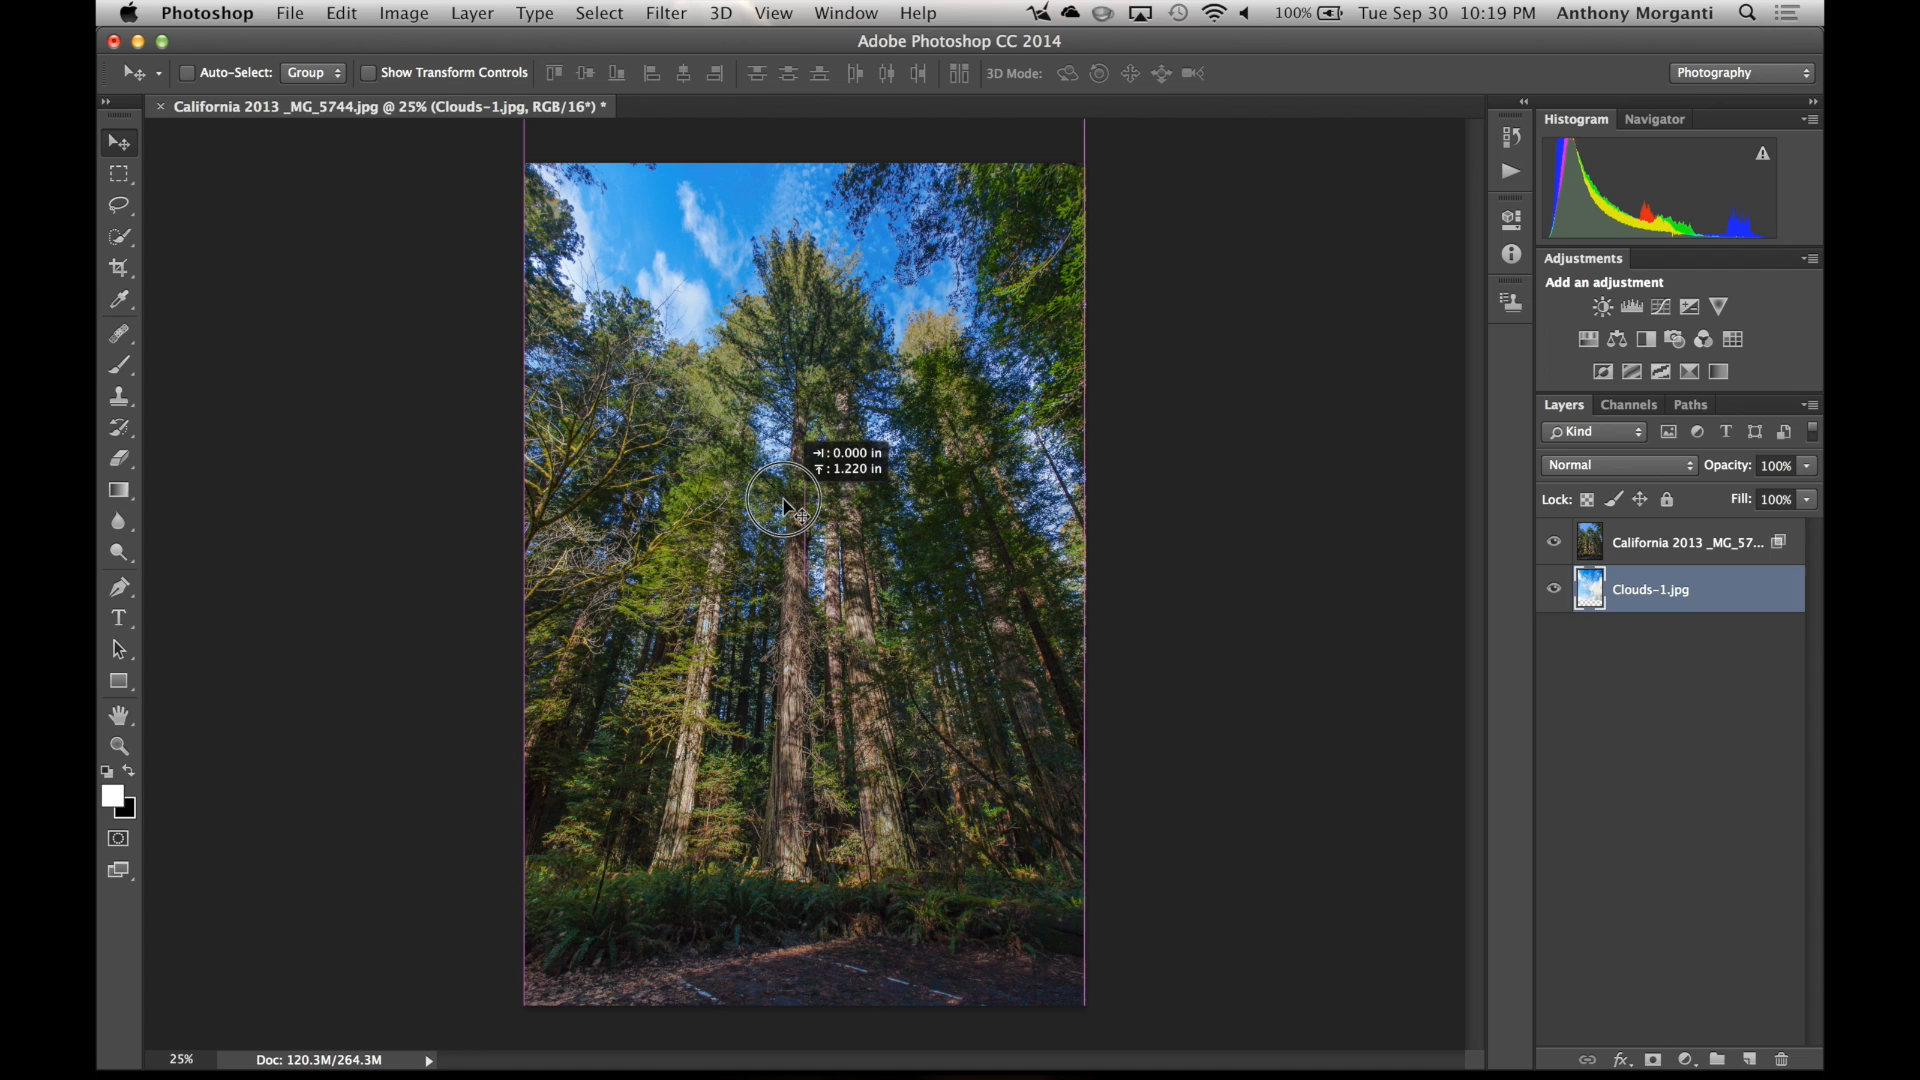 Photoshop File Edit Image Layer Type Select Filter 3D View Window Help 100% Tue Sep 30 10:19 PM Anthony Morganti
Adobe Photoshop CC 2014
Auto-Select: Group Show Transform Controls 3D Mode: Photography
California 2013 _MG_5744.jpg @ 25% (Clouds-1.jpg, RGB/16*) *
Histogram Navigator
Adjustments
Add an adjustment
Layers Channels Paths
Kind
Normal Opacity: 100%
Lock: Fill: 100%
California 2013 _MG_57...
Clouds-1.jpg
: 0.000 in
: 1.220 in
25% Doc: 120.3M/264.3M